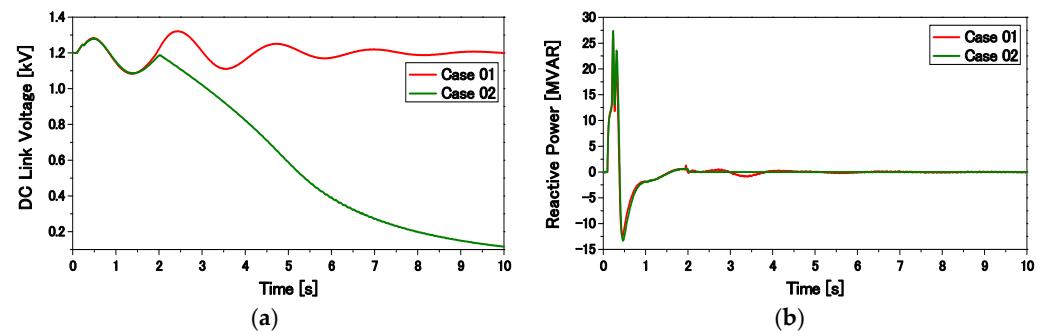 1.4
1.2
1.0
0.8
0.6
0.4
0.2
DC Link Voltage [kV]
Case 01
Case 02
0 1 2 3 4 5 6 7 8 9 10
Time [s]
(a)
30
25
20
15
10
5
0
-5
-10
-15
Reactive Power [MVAR]
Case 01
Case 02
0 1 2 3 4 5 6 7 8 9 10
Time [s]
(b)